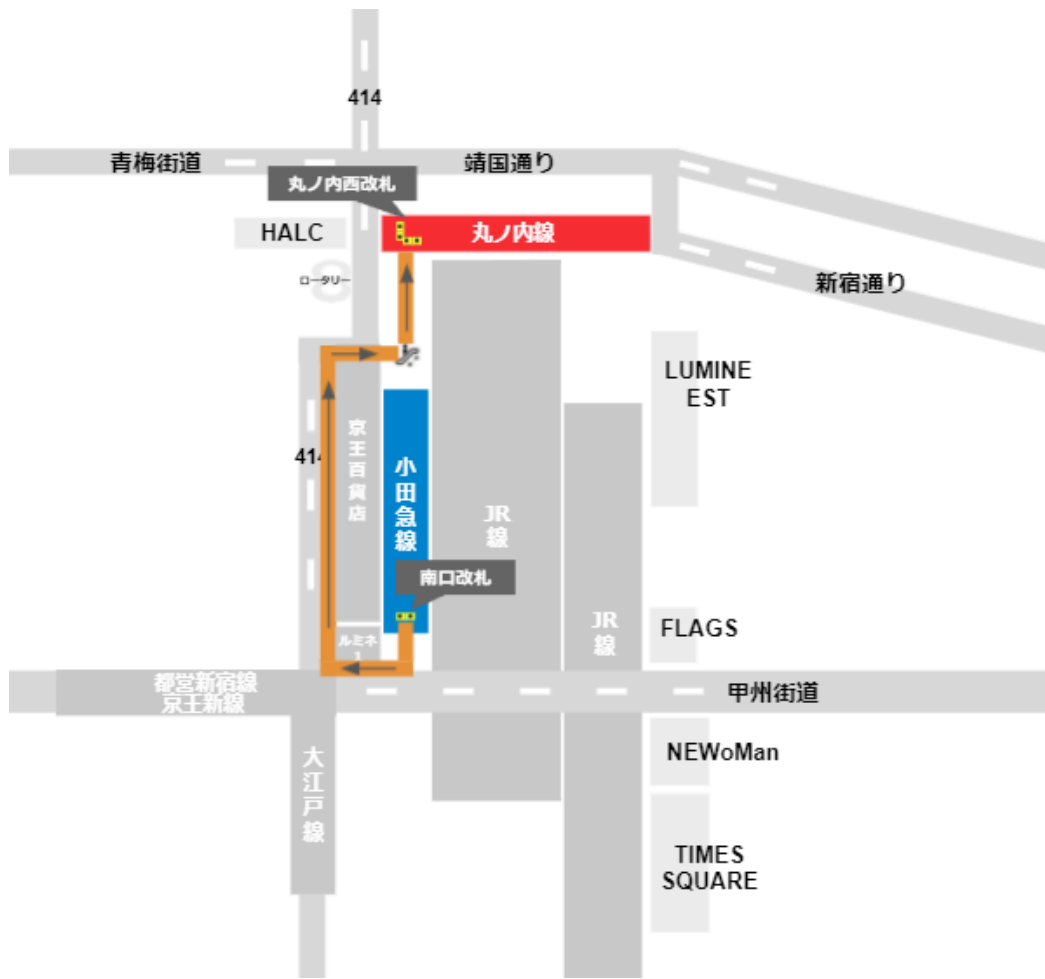 414
青梅街道
靖国通り
丸ノ内西改札
HALC
丸ノ内線
ロータリー
新宿通り
LUMINE
EST
414
京王百貨店
小田急線
JR
線
南口改札
JR
線
FLAGS
ルミネ
1
都営新宿線
京王新線
甲州街道
大江戸線
NEWoMan
TIMES
SQUARE